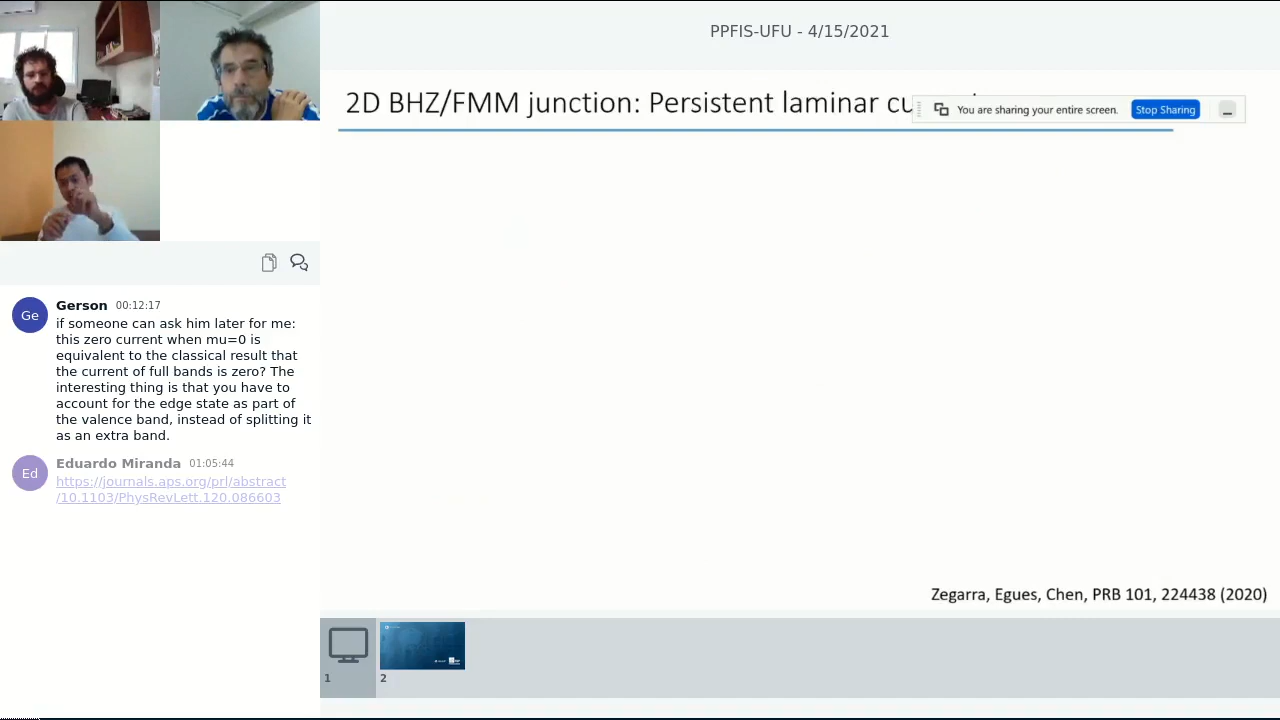 PPFIS-UFU - 4/15/2021
2D BHZ/FMM junction: Persistent laminar
You are sharing your entire screen.
Stop Sharing
Ge
Gerson 00:12:17
if someone can ask him later for me:
this zero current when mu=0 is
equivalent to the classical result that
the current of full bands is zero? The
interesting thing is that you have to
account for the edge state as part of
the valence band, instead of splitting it
as an extra band.
Ed
Eduardo Miranda 01:05:44
https://journals.aps.org/prl/abstract
/10.1103/PhysRevLett.120.086603
Zegarra, Egues, Chen, PRB 101, 224438 (2020)
1
2